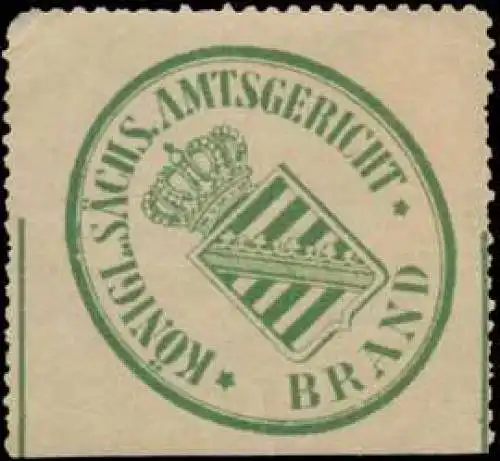 KÖNIGL. SÄCHS. AMTSGERICHT
BRAND